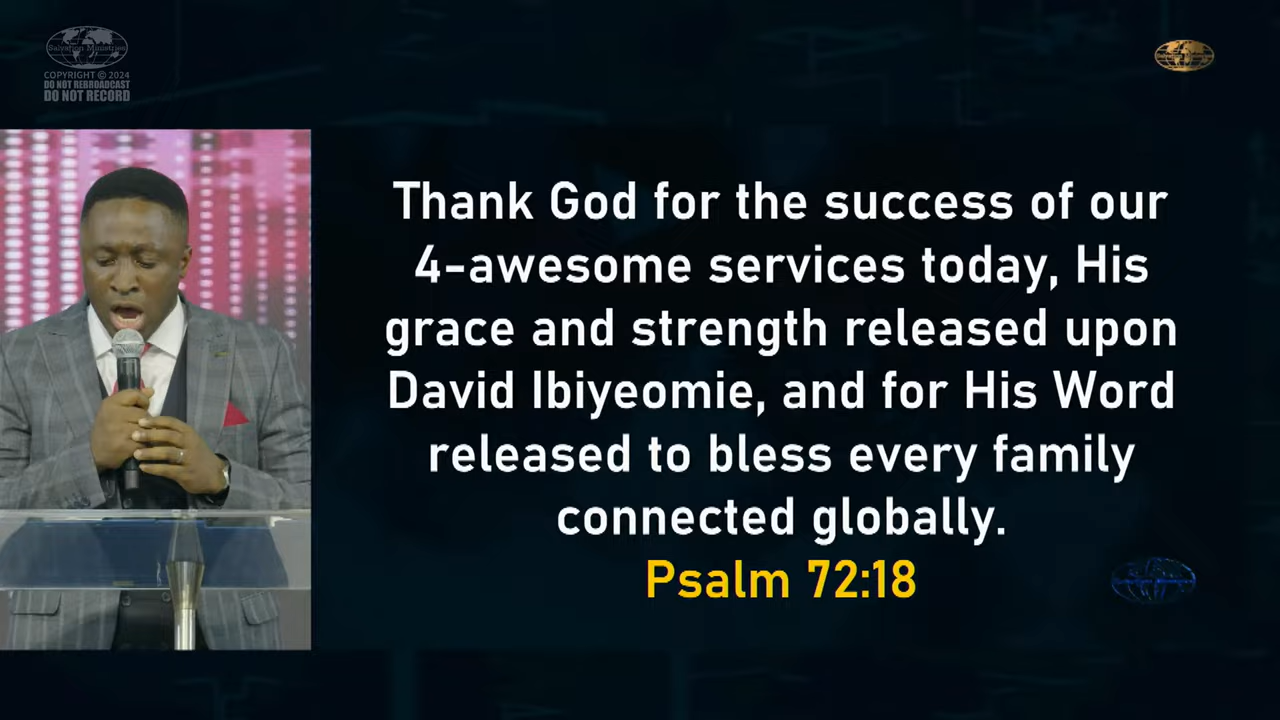 Salvation Ministries
COPYRIGHT © 2024
DO NOT REBROADCAST
DO NOT RECORD
Thank God for the success of our
4-awesome services today, His
grace and strength released upon
David Ibiyeomie, and for His Word
released to bless every family
connected globally.
Psalm 72:18
Salvation Ministries